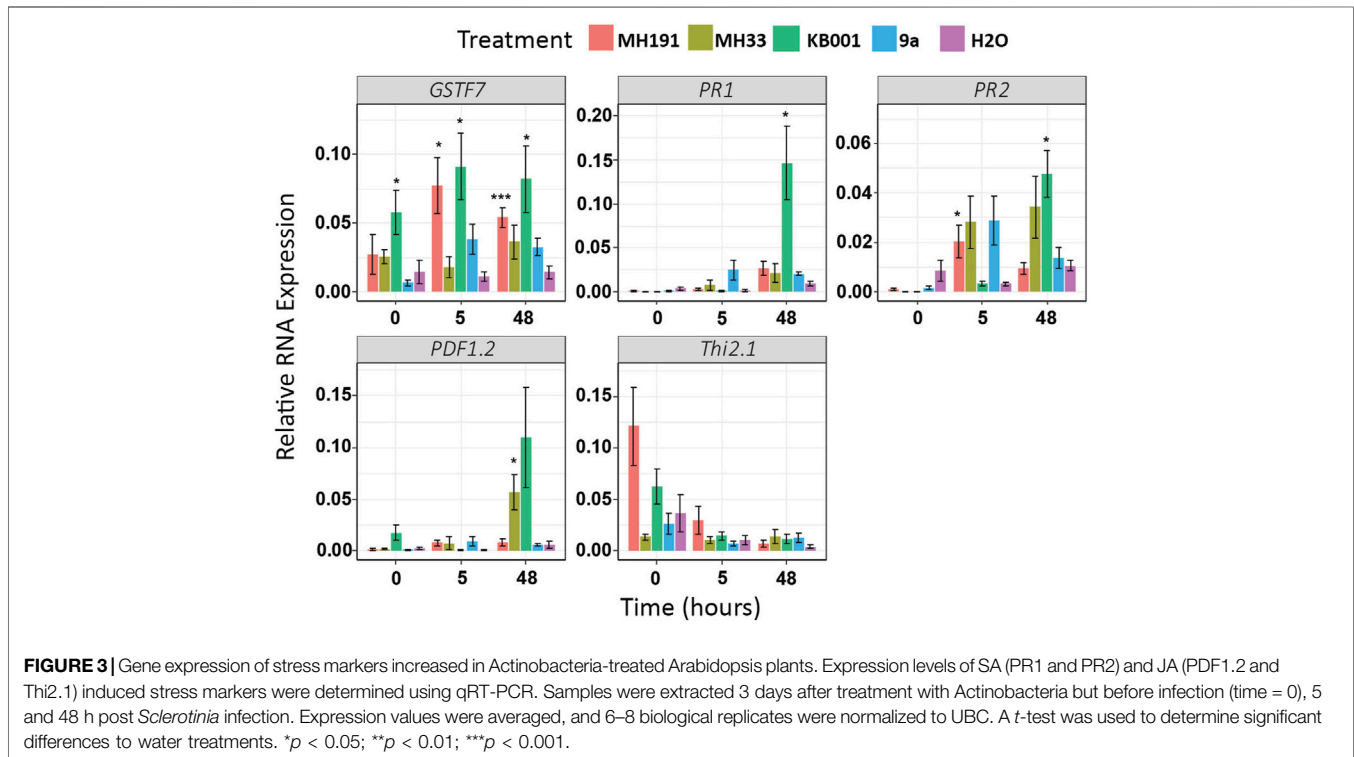 Treatment MH191 MH33 KB001 9a H2O
GSTF7 PR1 PR2
0.10
0.05
0.00
* * * *** *
0 5 48
0.20
0.15
0.10
0.05
0.00
*
0 5 48
0.06
0.04
0.02
0.00
* *
0 5 48
Relative RNA Expression
PDF1.2 Thi2.1
0.15
0.10
0.05
0.00
*
0 5 48
0.15
0.10
0.05
0.00
0 5 48
Time (hours)
FIGURE 3 | Gene expression of stress markers increased in Actinobacteria-treated Arabidopsis plants. Expression levels of SA (PR1 and PR2) and JA (PDF1.2 and
Thi2.1) induced stress markers were determined using qRT-PCR. Samples were extracted 3 days after treatment with Actinobacteria but before infection (time = 0), 5
and 48 h post Sclerotinia infection. Expression values were averaged, and 6–8 biological replicates were normalized to UBC. A t-test was used to determine significant
differences to water treatments. *p < 0.05; **p < 0.01; ***p < 0.001.